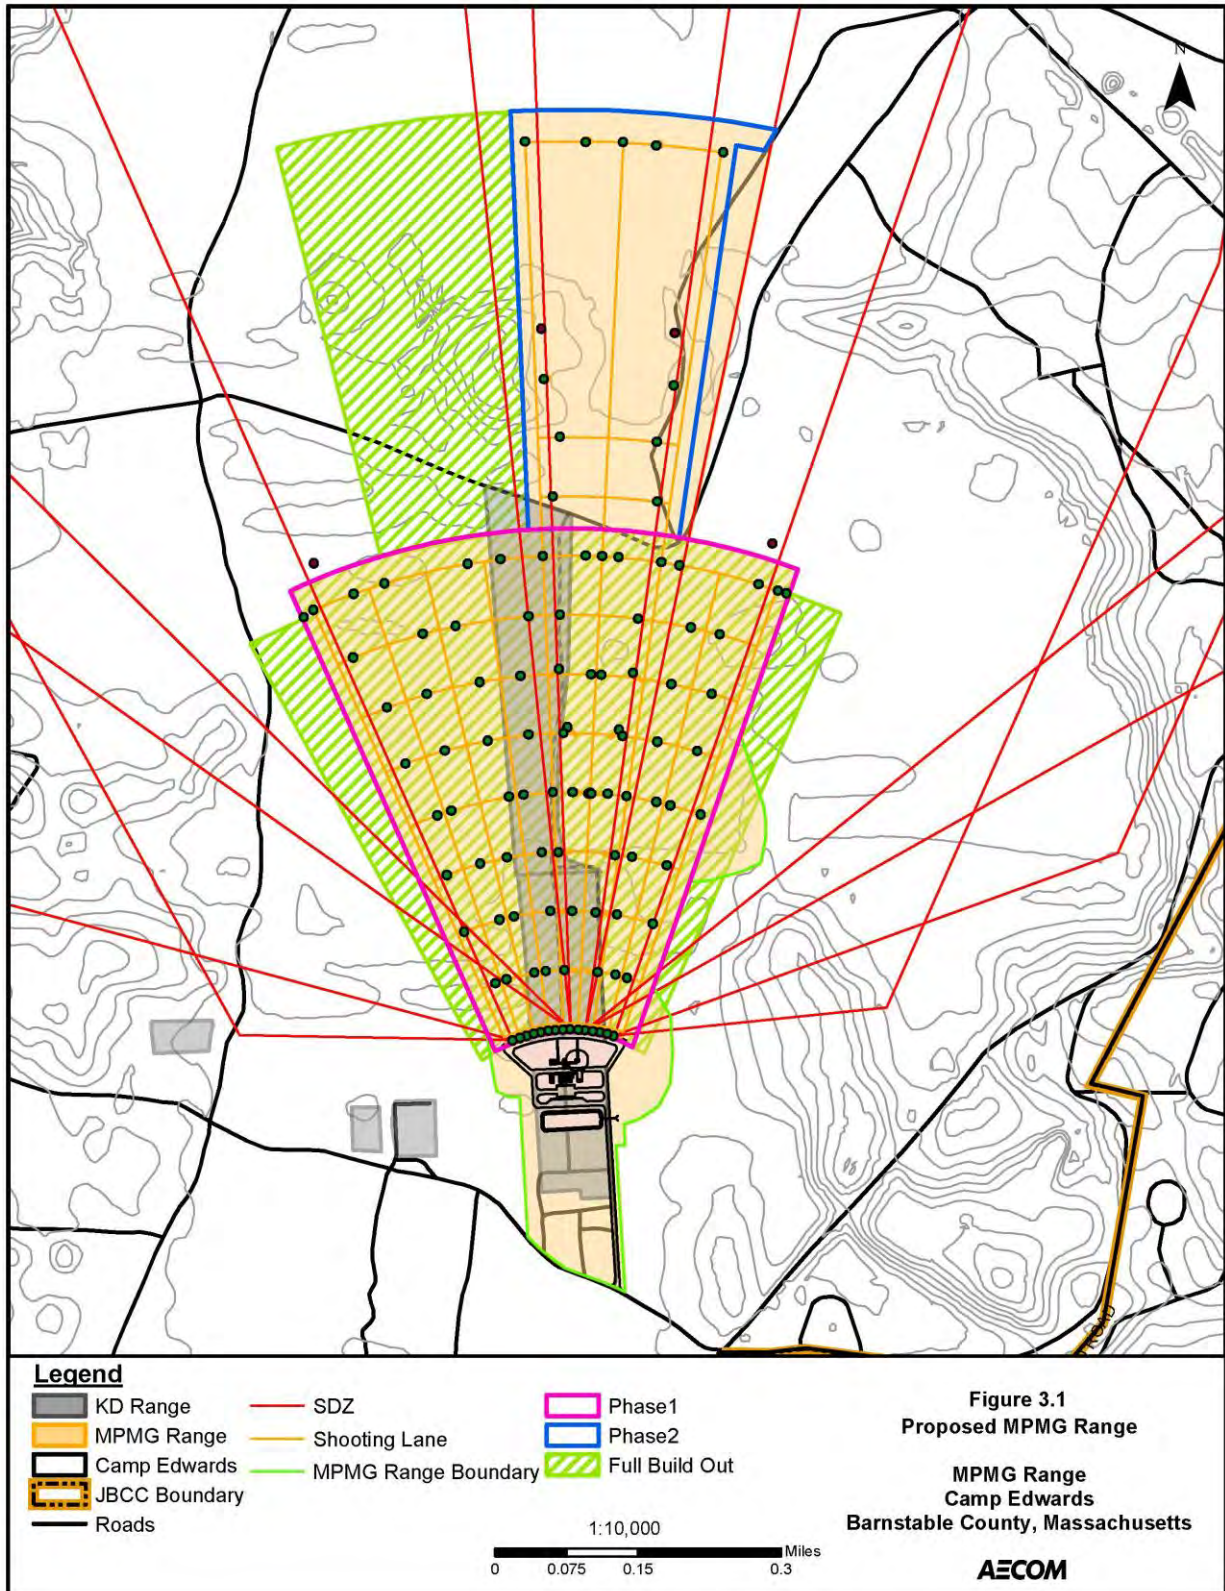 N
ROAD
Legend
KD Range
MPMG Range
Camp Edwards
JBCC Boundary
Roads
SDZ
Shooting Lane
MPMG Range Boundary
Phase1
Phase2
Full Build Out
1:10,000
Miles
0 0.075 0.15 0.3
Figure 3.1
Proposed MPMG Range
MPMG Range
Camp Edwards
Barnstable County, Massachusetts
AECOM